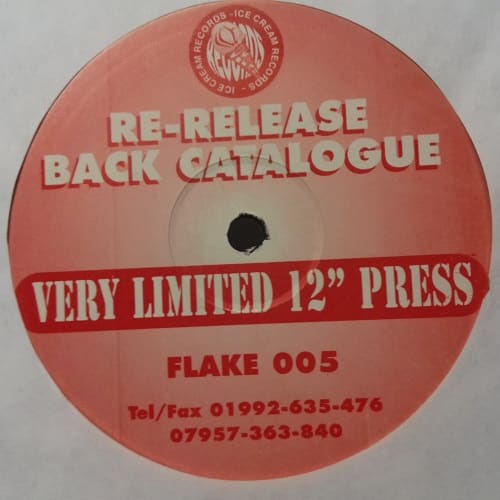 ICE CREAM RECORDS - ICE CREAM RECORDS -
RE-RELEASE
BACK CATALOGUE
VERY LIMITED 12” PRESS
FLAKE 005
Tel/Fax 01992-635-476
07957-363-840